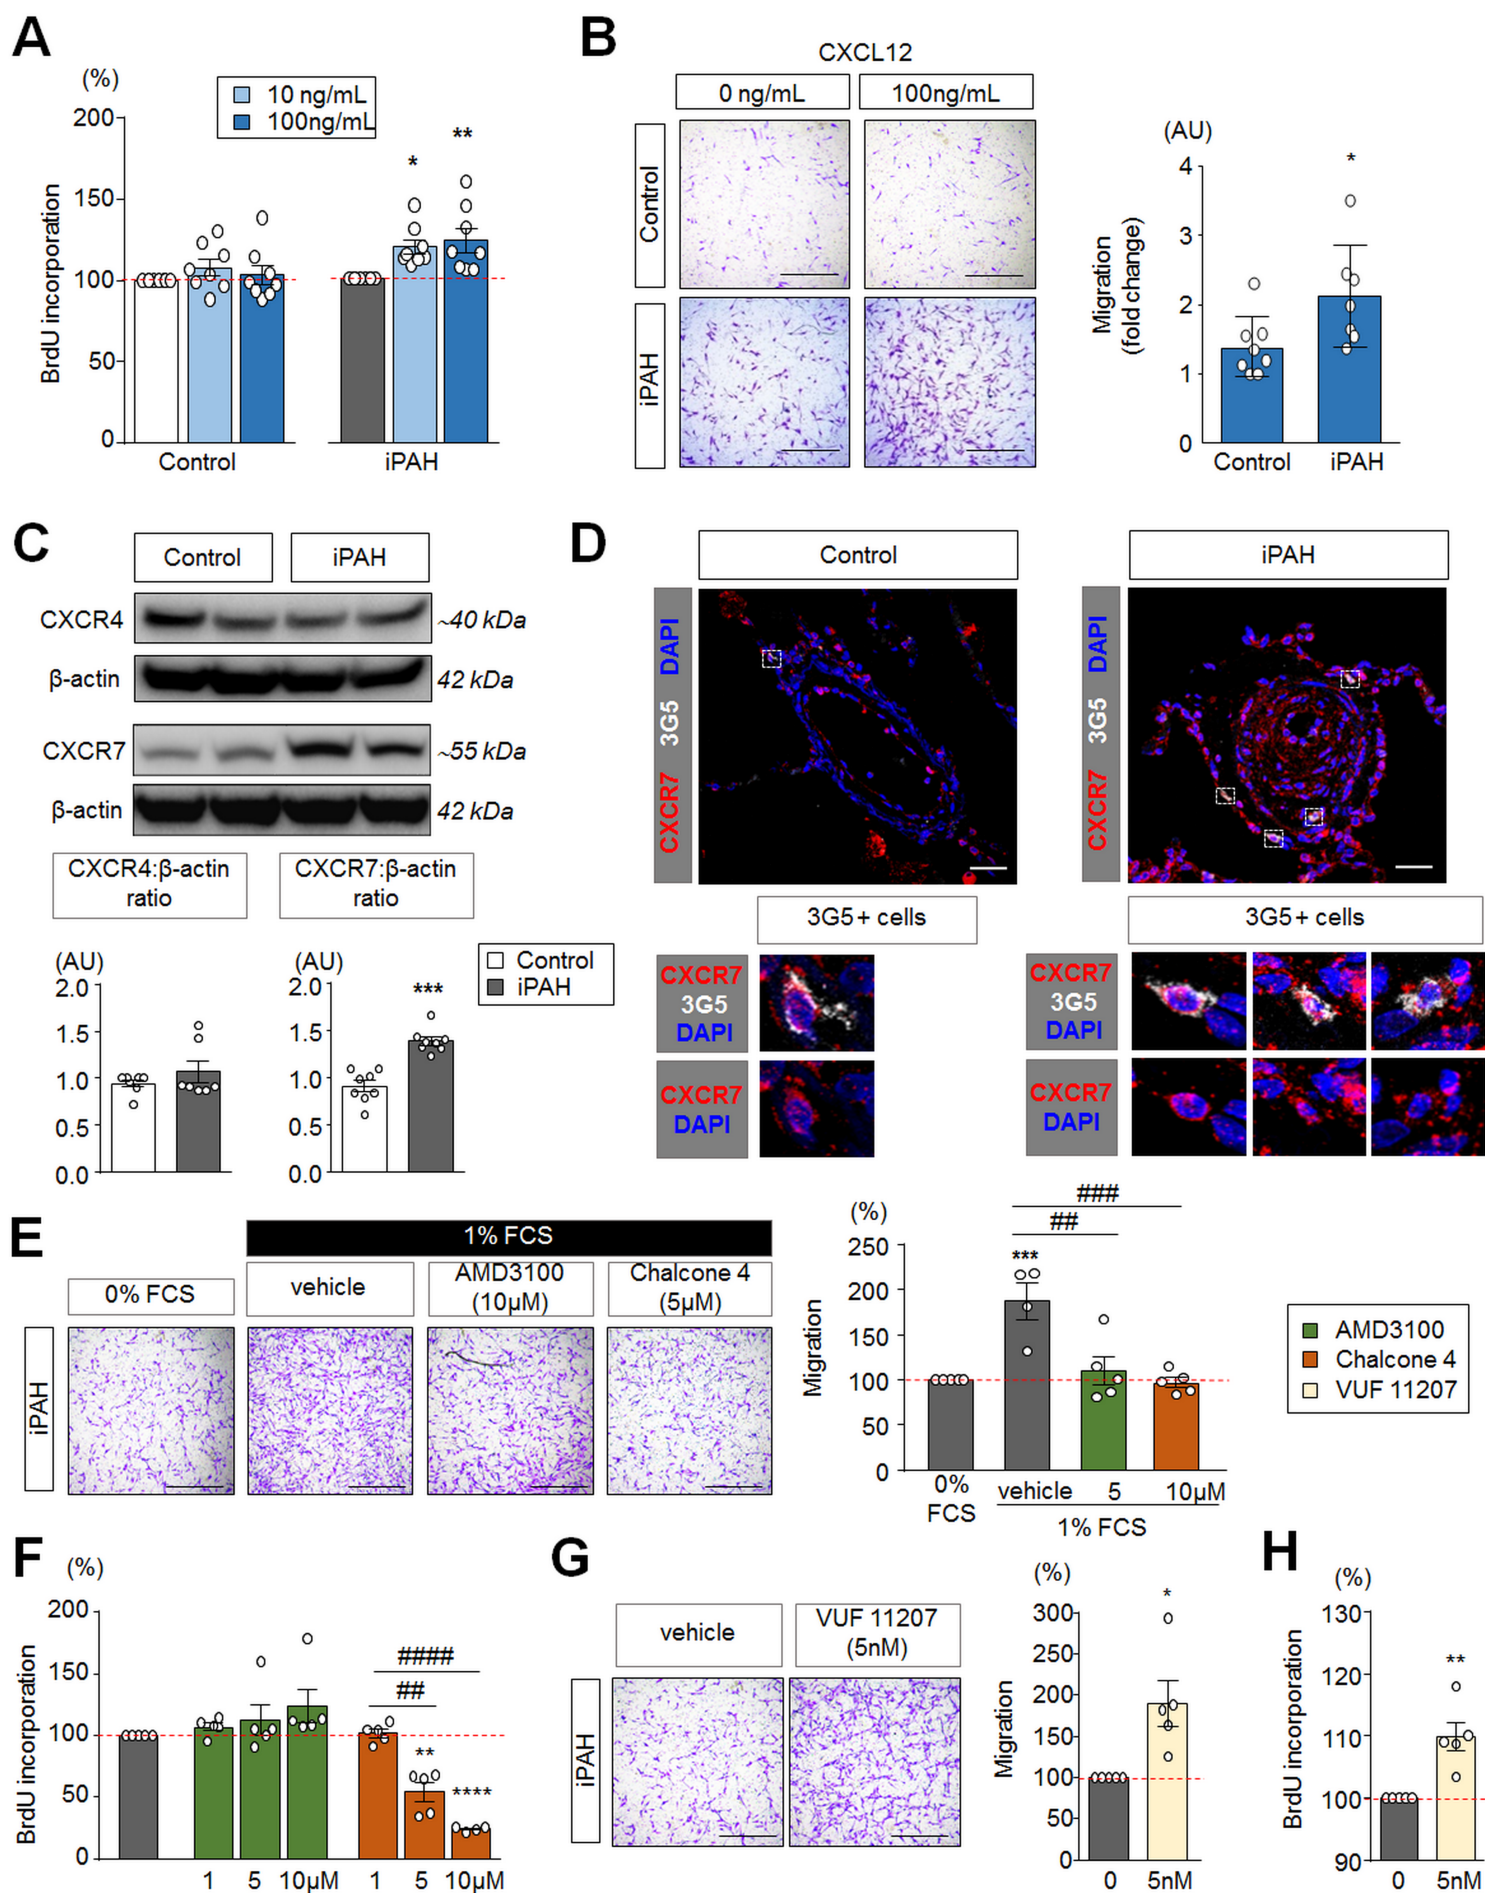 A
(%)
10 ng/mL
100ng/mL
200
150
100
50
0
BrdU incorporation
*
**
Control
iPAH
B
CXCL12
0 ng/mL
100ng/mL
Control
iPAH
(AU)
4
3
2
1
0
Migration
(fold change)
*
Control
iPAH
C
Control
iPAH
CXCR4
~40 kDa
β-actin
42 kDa
CXCR7
~55 kDa
β-actin
42 kDa
CXCR4:β-actin
ratio
CXCR7:β-actin
ratio
(AU)
2.0
1.5
1.0
0.5
0.0
(AU)
2.0
1.5
1.0
0.5
0.0
***
Control
iPAH
D
Control
iPAH
CXCR7 3G5 DAPI
CXCR7 3G5 DAPI
3G5+ cells
3G5+ cells
CXCR7
3G5
DAPI
CXCR7
DAPI
CXCR7
3G5
DAPI
CXCR7
DAPI
E
1% FCS
0% FCS
vehicle
AMD3100
(10µM)
Chalcone 4
(5µM)
iPAH
(%)
250
200
150
100
50
0
Migration
***
##
###
0%
FCS
vehicle
5
10µM
1% FCS
AMD3100
Chalcone 4
VUF 11207
F
(%)
200
150
100
50
0
BrdU incorporation
####
##
**
****
1
5
10µM
1
5
10µM
G
vehicle
VUF 11207
(5nM)
iPAH
(%)
300
250
200
150
100
50
0
Migration
*
0
5nM
H
(%)
130
120
110
100
90
BrdU incorporation
**
0
5nM